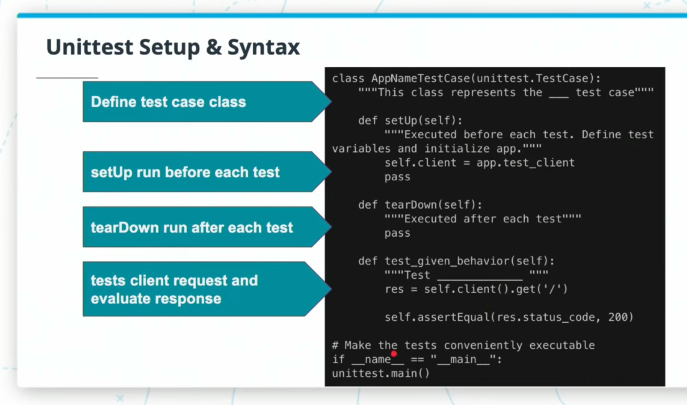 Unittest Setup & Syntax
Define test case class
setUp run before each test
tearDown run after each test
tests client request and
evaluate response
class AppNameTestCase(unittest.TestCase):
    """This class represents the ___ test case"""
    def setUp(self):
        """Executed before each test. Define test
variables and initialize app."""
        self.client = app.test_client
        pass
    def tearDown(self):
        """Executed after each test"""
        pass
    def test_given_behavior(self):
        """Test _____________ """
        res = self.client().get('/')
        self.assertEqual(res.status_code, 200)
# Make the tests conveniently executable
if __name__ == "__main__":
unittest.main()